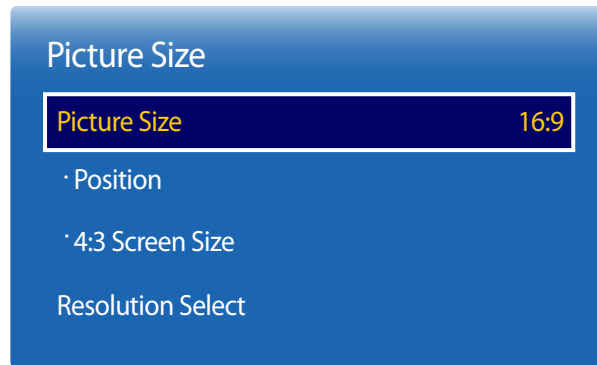 Picture Size
Picture Size 16:9
· Position
· 4:3 Screen Size
Resolution Select